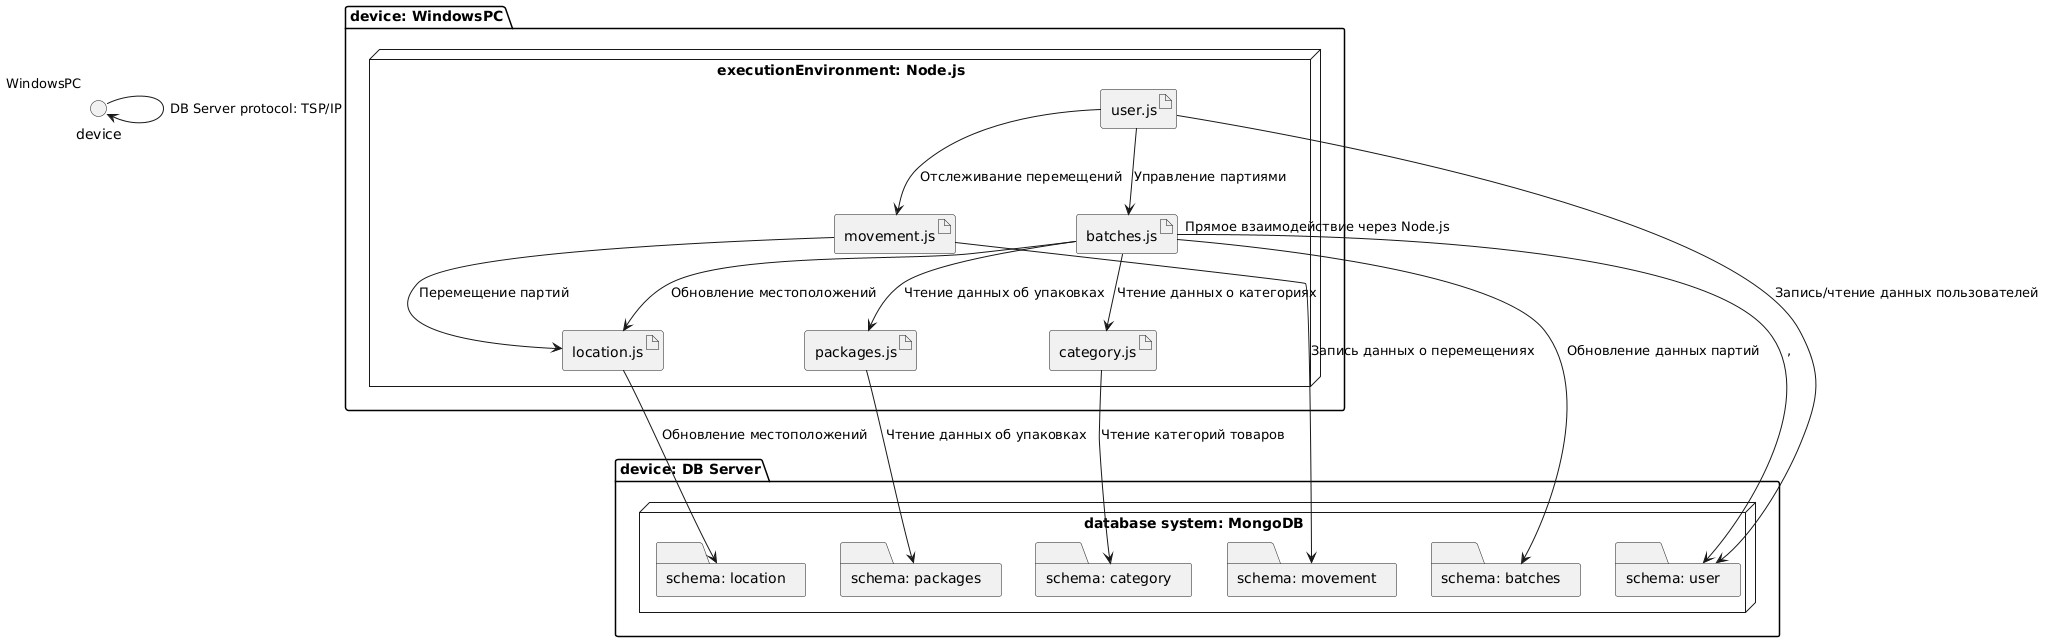 device: WindowsPC
executionEnvironment: Node.js
WindowsPC
DB Server protocol: TSP/IP
device
user.js
Отслеживание перемещений
Управление партиями
movement.js
batches.js
Прямое взаимодействие через Node.js
Перемещение партий
Обновление местоположений
Чтение данных об упаковках
Чтение данных о категориях
Запись/чтение данных пользователей
location.js
packages.js
category.js
Запись данных о перемещениях
Обновление данных партий
,
Обновление местоположений
Чтение данных об упаковках
Чтение категорий товаров
device: DB Server
database system: MongoDB
schema: location
schema: packages
schema: category
schema: movement
schema: batches
schema: user